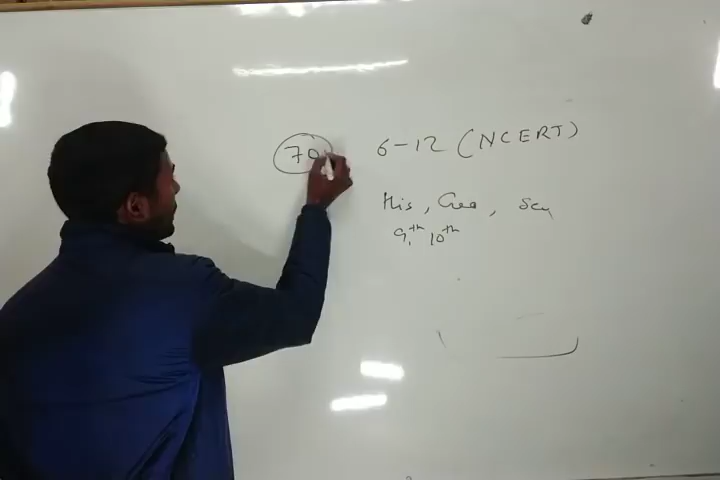 70 6-12 (NCERT)
His, Geo, Sci
9th, 10th